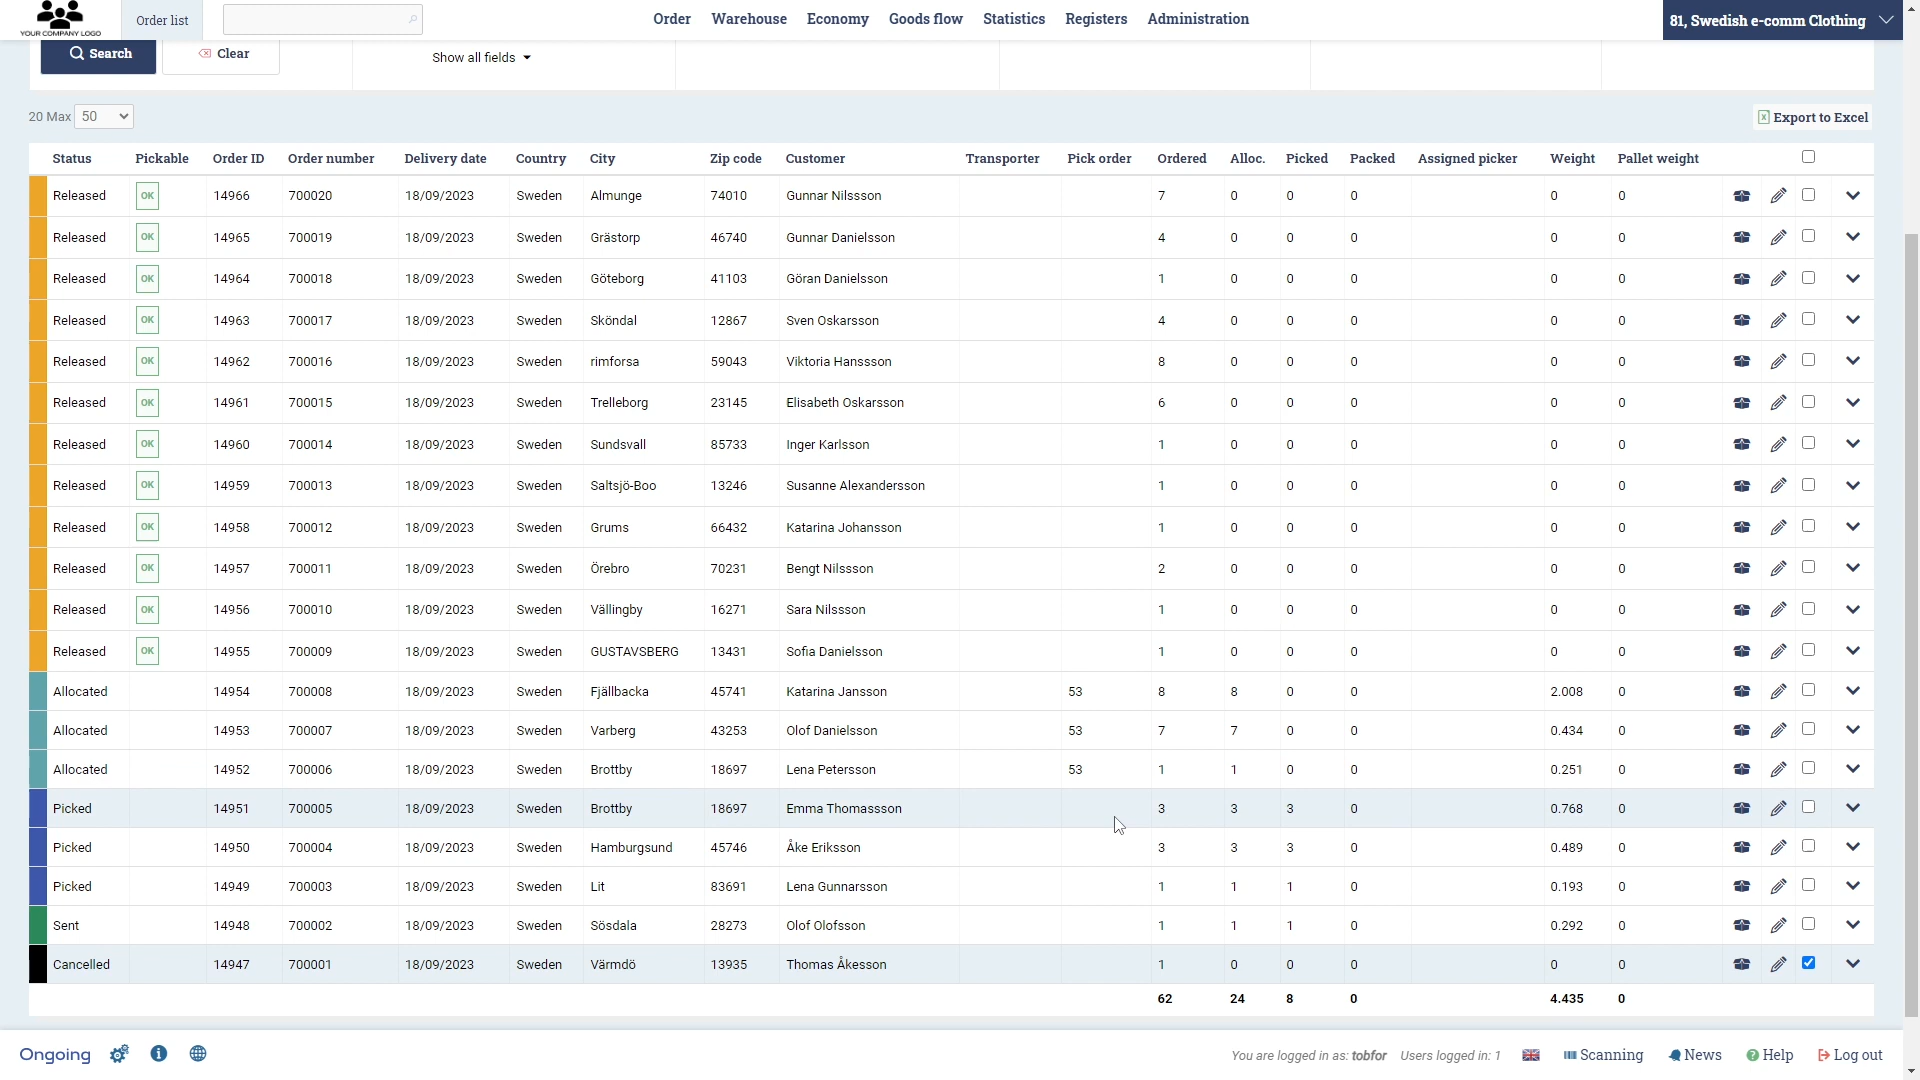 YOUR COMPANY LOGO
Order list
Order Warehouse Economy Goods flow Statistics Registers Administration
81, Swedish e-comm Clothing
Search Clear Show all fields
20 Max 50
Export to Excel
Status Pickable Order ID Order number Delivery date Country City Zip code Customer Transporter Pick order Ordered Alloc. Picked Packed Assigned picker Weight Pallet weight
Released OK 14966 700020 18/09/2023 Sweden Almunge 74010 Gunnar Nilssson 7 0 0 0 0 0
Released OK 14965 700019 18/09/2023 Sweden Grästorp 46740 Gunnar Danielsson 4 0 0 0 0 0
Released OK 14964 700018 18/09/2023 Sweden Göteborg 41103 Göran Danielsson 1 0 0 0 0 0
Released OK 14963 700017 18/09/2023 Sweden Sköndal 12867 Sven Oskarsson 4 0 0 0 0 0
Released OK 14962 700016 18/09/2023 Sweden rimforsa 59043 Viktoria Hanssson 8 0 0 0 0 0
Released OK 14961 700015 18/09/2023 Sweden Trelleborg 23145 Elisabeth Oskarsson 6 0 0 0 0 0
Released OK 14960 700014 18/09/2023 Sweden Sundsvall 85733 Inger Karlsson 1 0 0 0 0 0
Released OK 14959 700013 18/09/2023 Sweden Saltsjö-Boo 13246 Susanne Alexandersson 1 0 0 0 0 0
Released OK 14958 700012 18/09/2023 Sweden Grums 66432 Katarina Johansson 1 0 0 0 0 0
Released OK 14957 700011 18/09/2023 Sweden Örebro 70231 Bengt Nilssson 2 0 0 0 0 0
Released OK 14956 700010 18/09/2023 Sweden Vällingby 16271 Sara Nilssson 1 0 0 0 0 0
Released OK 14955 700009 18/09/2023 Sweden GUSTAVSBERG 13431 Sofia Danielsson 1 0 0 0 0 0
Allocated 14954 700008 18/09/2023 Sweden Fjällbacka 45741 Katarina Jansson 53 8 8 0 0 2.008 0
Allocated 14953 700007 18/09/2023 Sweden Varberg 43253 Olof Danielsson 53 7 7 0 0 0.434 0
Allocated 14952 700006 18/09/2023 Sweden Brottby 18697 Lena Petersson 53 1 1 0 0 0.251 0
Picked 14951 700005 18/09/2023 Sweden Brottby 18697 Emma Thomassson 3 3 3 0 0.768 0
Picked 14950 700004 18/09/2023 Sweden Hamburgsund 45746 Åke Eriksson 3 3 3 0 0.489 0
Picked 14949 700003 18/09/2023 Sweden Lit 83691 Lena Gunnarsson 1 1 1 0 0.193 0
Sent 14948 700002 18/09/2023 Sweden Sösdala 28273 Olof Olofsson 1 1 1 0 0.292 0
Cancelled 14947 700001 18/09/2023 Sweden Värmdö 13935 Thomas Åkesson 1 0 0 0 0 0
62 24 8 0 4.435 0
Ongoing You are logged in as: tobfor Users logged in: 1 Scanning News Help Log out